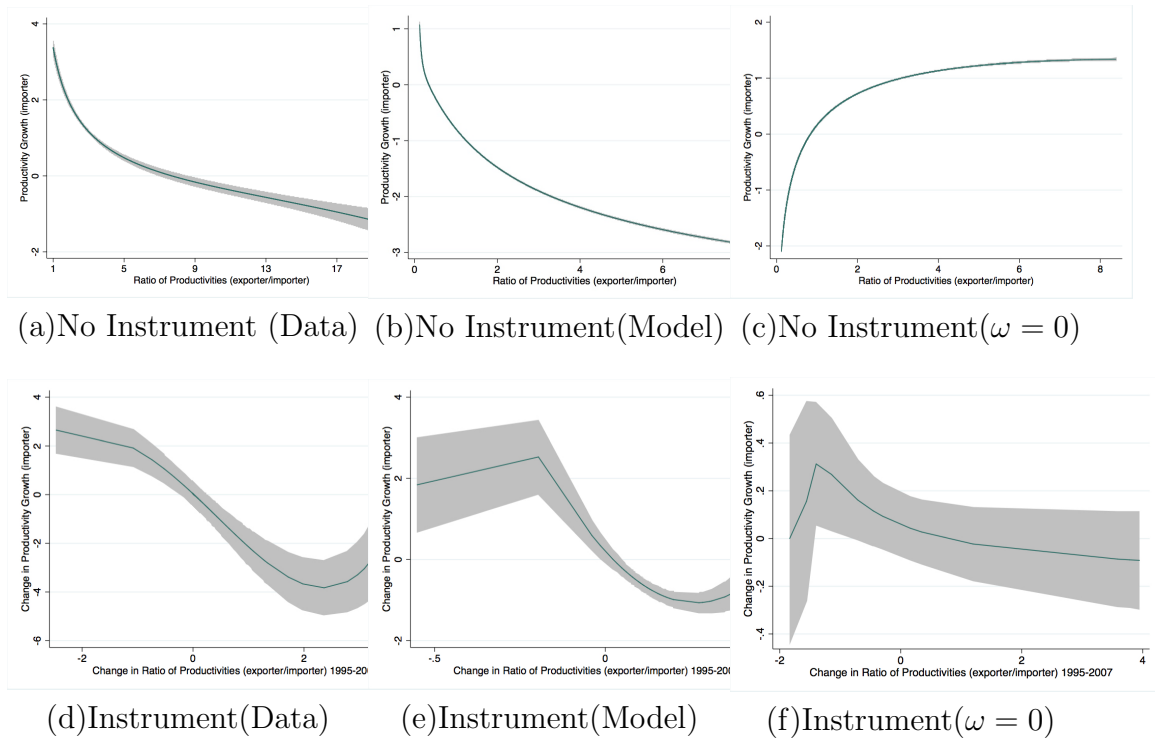 4
2
0
-2
Productivity Growth (importer)
1
5
9
13
17
Ratio of Productivities (exporter/importer)
1
0
-1
-2
-3
Productivity Growth (importer)
0
2
4
6
Ratio of Productivities (exporter/importer)
2
1
0
-1
-2
Productivity Growth (importer)
0
2
4
6
8
Ratio of Productivities (exporter/importer)
(a)No Instrument (Data)
(b)No Instrument(Model)
(c)No Instrument(ω = 0)
4
2
0
-2
-4
-6
Change in Productivity Growth (importer)
-2
0
2
Change in Ratio of Productivities (exporter/importer) 1995-200
4
2
0
-2
Change in Productivity Growth (importer)
-.5
0
Change in Ratio of Productivities (exporter/importer) 1995-200
.6
.4
.2
0
-.2
-.4
Change in Productivity Growth (importer)
-2
0
2
4
Change in Ratio of Productivities (exporter/importer) 1995-2007
(d)Instrument(Data)
(e)Instrument(Model)
(f)Instrument(ω = 0)